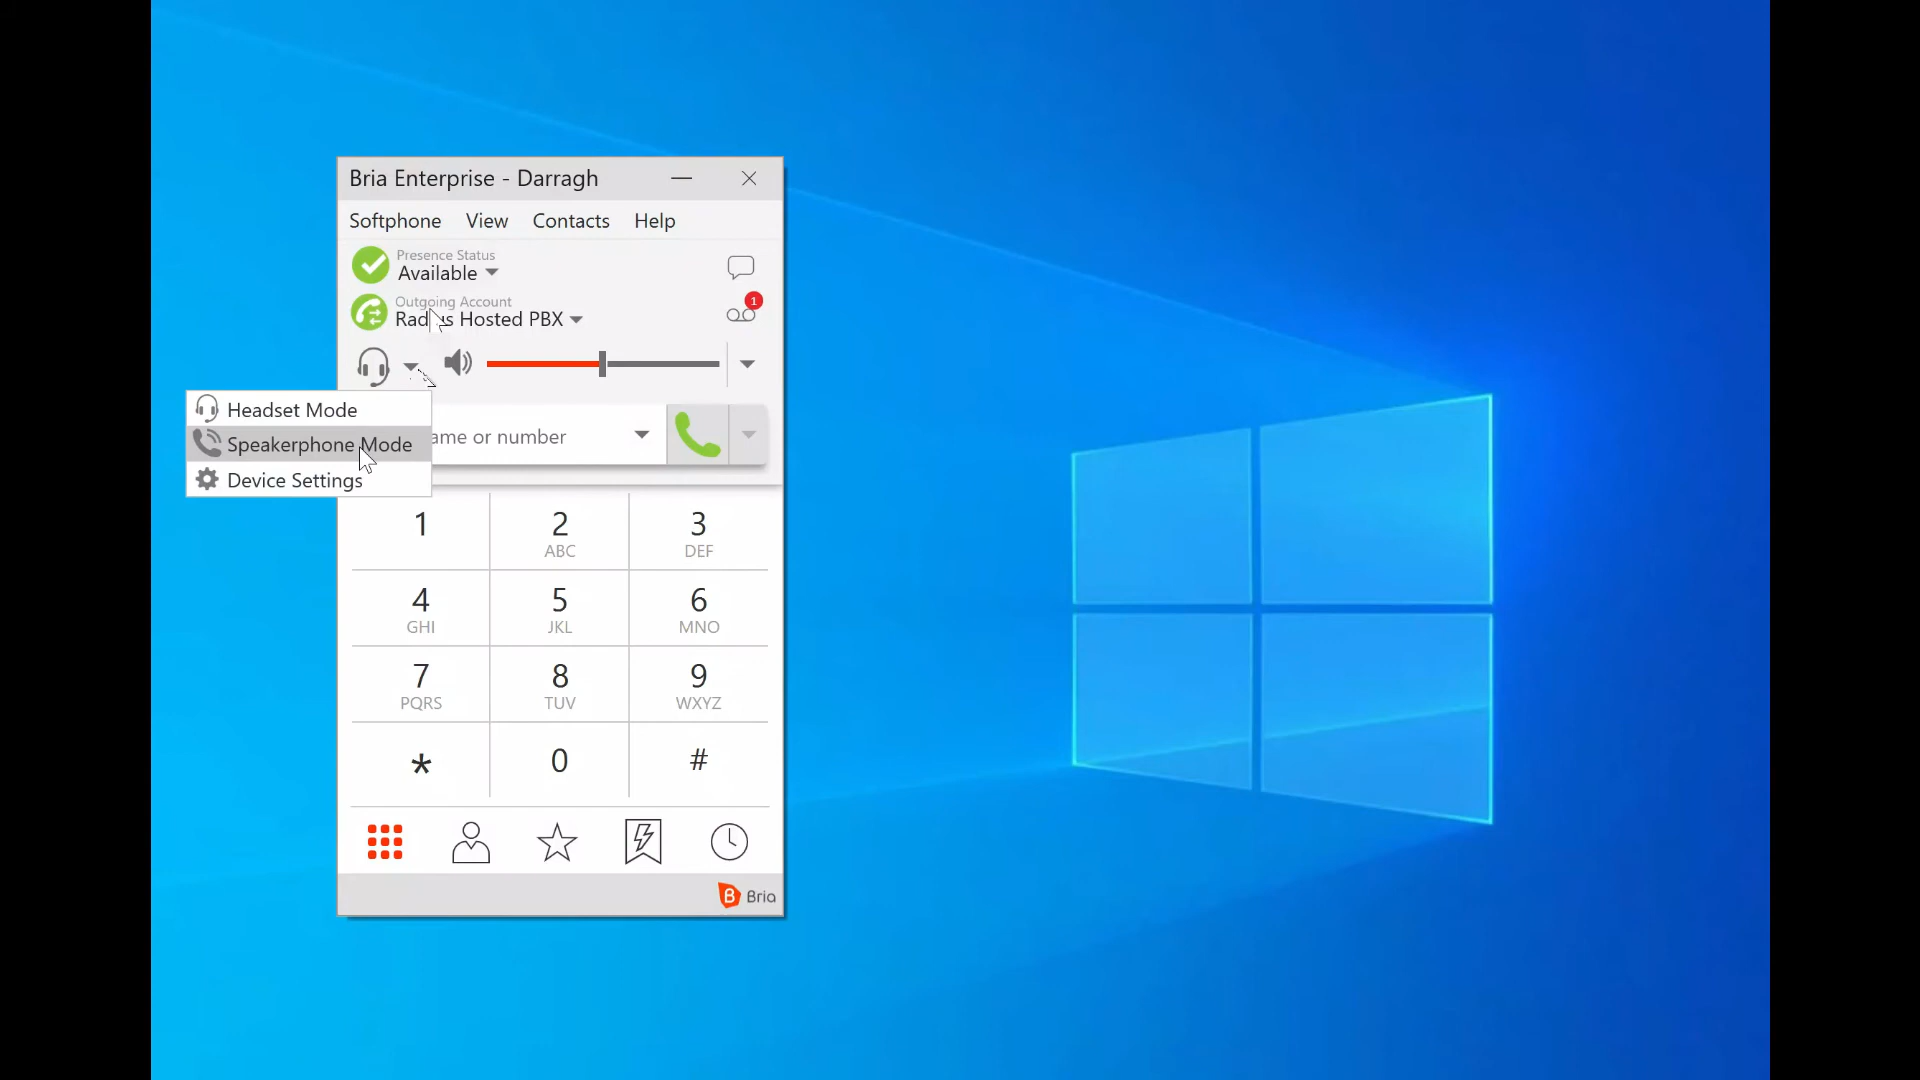 Bria Enterprise - Darragh
Softphone View Contacts Help
Presence Status
Available
1
Outgoing Account
Hosted PBX
Headset Mode
Speakerphone Mode
Device Settings
or number
1
2
ABC
3
DEF
4
GHI
5
JKL
6
MNO
7
PQRS
8
TUV
9
WXYZ
*
0
#
B Bria